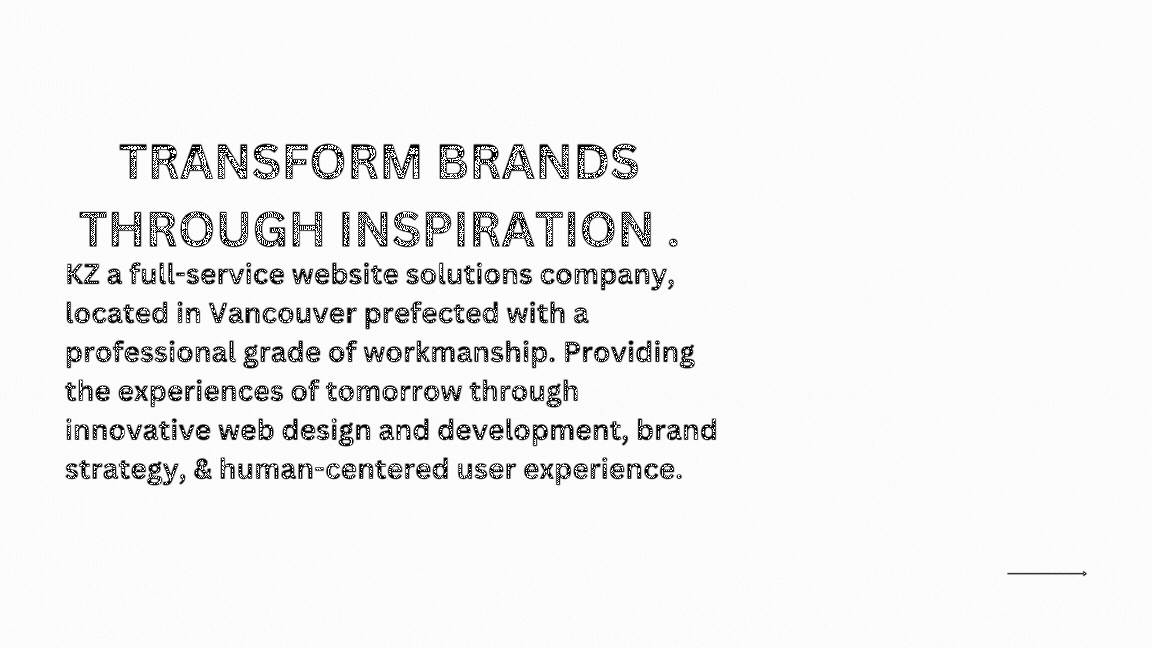 TRANSFORM BRANDS
THROUGH INSPIRATION .
KZ a full-service website solutions company,
located in Vancouver prefected with a
professional grade of workmanship. Providing
the experiences of tomorrow through
innovative web design and development, brand
strategy, & human-centered user experience.